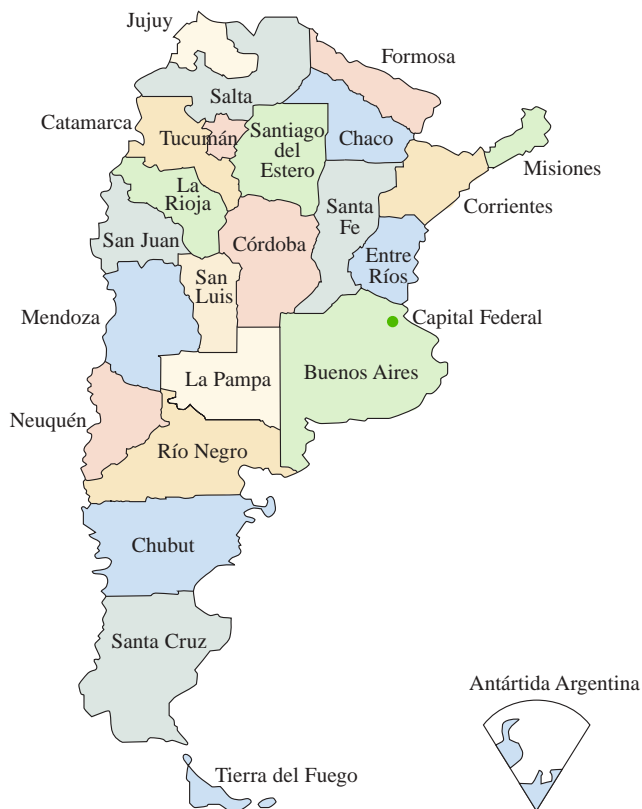 Jujuy
Formosa
Salta
Catamarca
Tucumán
Santiago
del
Estero
Chaco
Misiones
La
Rioja
Santa
Fe
Corrientes
San Juan
Córdoba
Entre
Ríos
San
Luis
Mendoza
Capital Federal
La Pampa
Buenos Aires
Neuquén
Río Negro
Chubut
Santa Cruz
Antártida Argentina
Tierra del Fuego